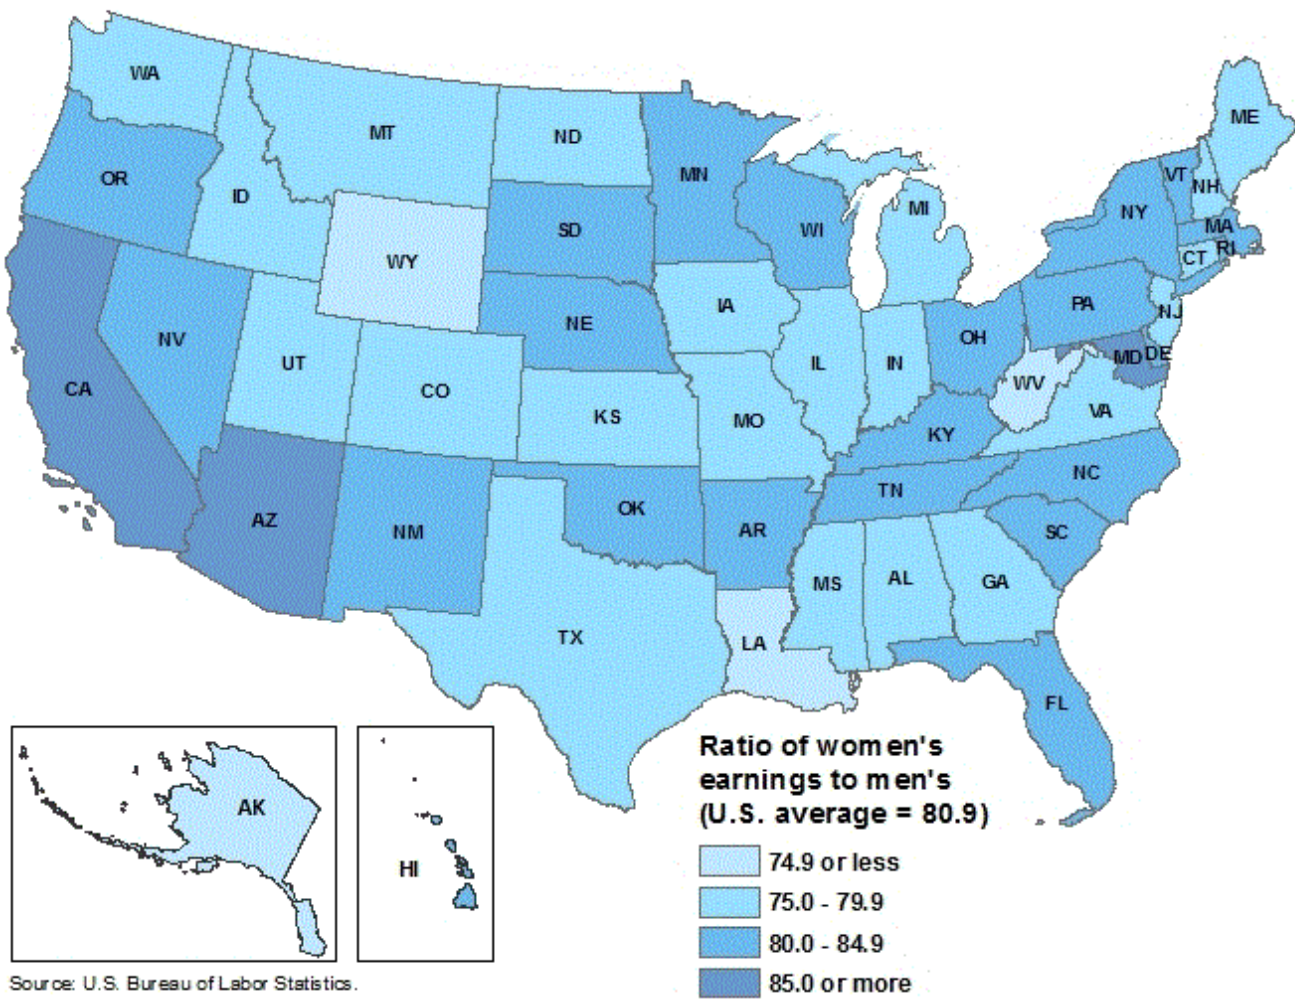 WA
MT
ND
MN
ME
OR
ID
SD
WI
MI
NY
VT
NH
MA
RI
CT
WY
IA
PA
NJ
NV
NE
OH
UT
CO
IL
IN
MD
DE
WV
CA
KS
MO
KY
VA
NC
TN
AZ
NM
OK
AR
SC
MS
AL
GA
TX
LA
FL
AK
HI
Ratio of women's
earnings to men's
(U.S. average = 80.9)
74.9 or less
75.0 - 79.9
80.0 - 84.9
85.0 or more
Source: U.S. Bureau of Labor Statistics.